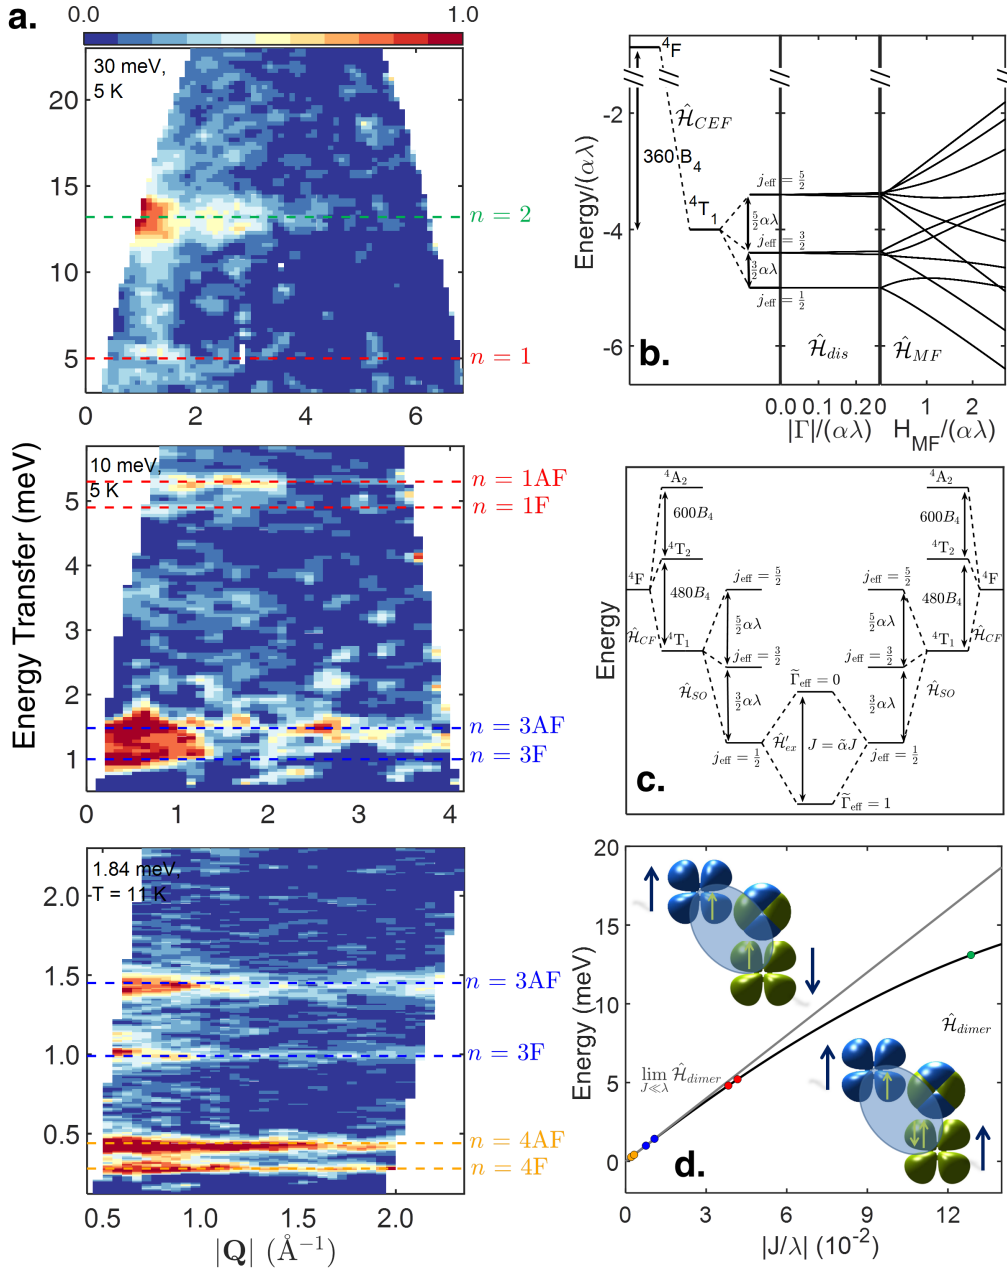 a.
0.0 1.0
30 meV,
5 K
20
15
10
5
0 2 4 6
n = 2
n = 1
Energy Transfer (meV)
10 meV,
5 K
5
4
3
2
1
0 1 2 3 4
n = 1AF
n = 1F
n = 3AF
n = 3F
1.84 meV,
T = 11 K
2.0
1.5
1.0
0.5
0.5 1.0 1.5 2.0
n = 3AF
n = 3F
n = 4AF
n = 4F
|Q| (Å⁻¹)
b.
Energy/(αλ)
-2
-4
-6
⁴F
Ĥ_CEF
360 B₄
⁴T₁
j_eff = 5/2
5/2 αλ
j_eff = 3/2
3/2 αλ
j_eff = 1/2
Ĥ_dis
Ĥ_MF
0.0 0.1 0.20 1 2
|Γ|/(αλ) H_MF/(αλ)
c.
Energy
⁴A₂ ⁴A₂
600B₄ 600B₄
⁴T₂ ⁴T₂
⁴F ⁴F
480B₄ 480B₄
j_eff = 5/2 j_eff = 5/2
Ĥ_CF ⁴T₁ ⁴T₁ Ĥ_CF
5/2 αλ 5/2 αλ
j_eff = 3/2 j_eff = 3/2
Ĥ_SO Ĥ_SO
3/2 αλ 3/2 αλ
Γ̃_eff = 0
Ĥ′_ex J = α̃J
j_eff = 1/2 j_eff = 1/2
Γ̃_eff = 1
d.
Energy (meV)
20
15
10
5
0
Ĥ_dimer
lim Ĥ_dimer
J≪λ
0 3 6 9 12
|J/λ| (10⁻²)